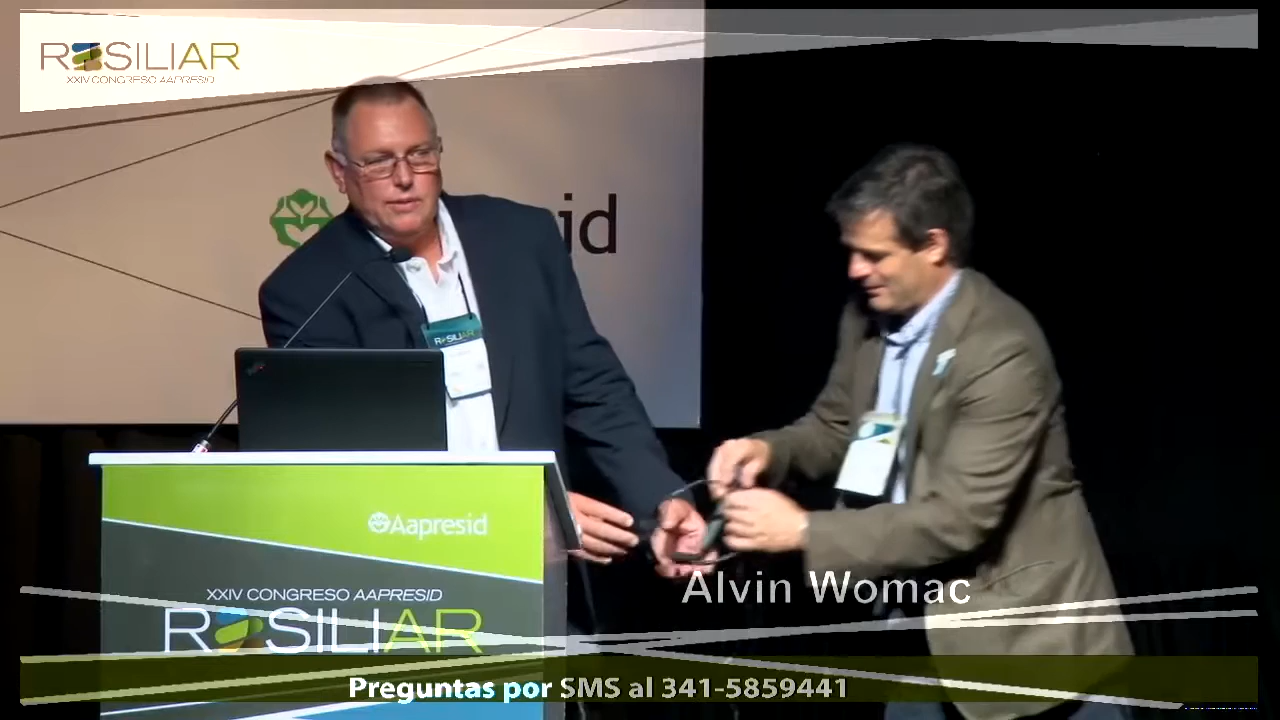 RESILIAR
XXIV CONGRESO AAPRESID
id
RESILIAR
Aapresid
XXIV CONGRESO AAPRESID
RESILIAR
Alvin Womac
Preguntas por SMS al 341-5859441